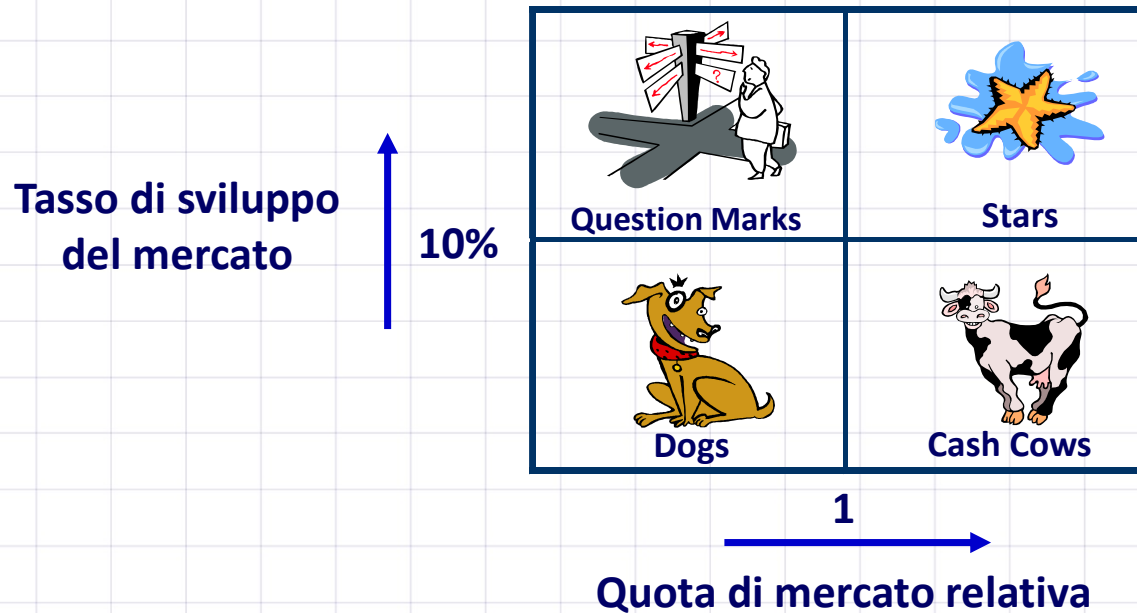 ?
Question Marks
Stars
Tasso di sviluppo
del mercato
10%
Dogs
Cash Cows
1
Quota di mercato relativa